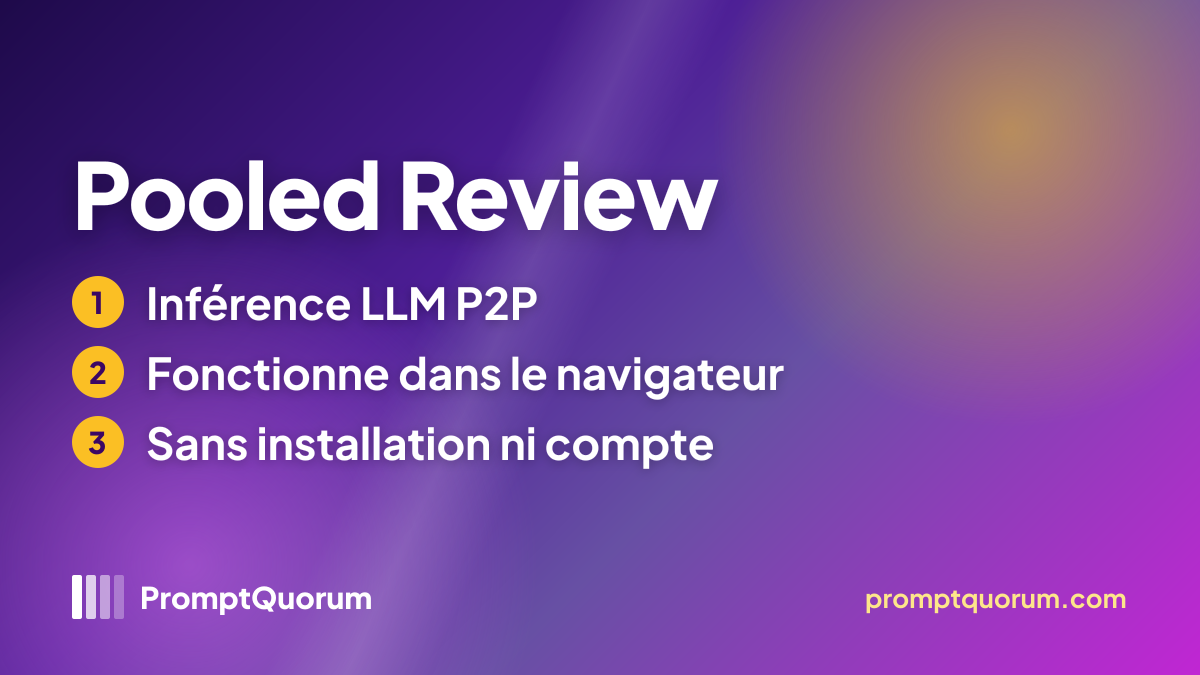 Pooled Review
1 Inférence LLM P2P
2 Fonctionne dans le navigateur
3 Sans installation ni compte
PromptQuorum
promptquorum.com